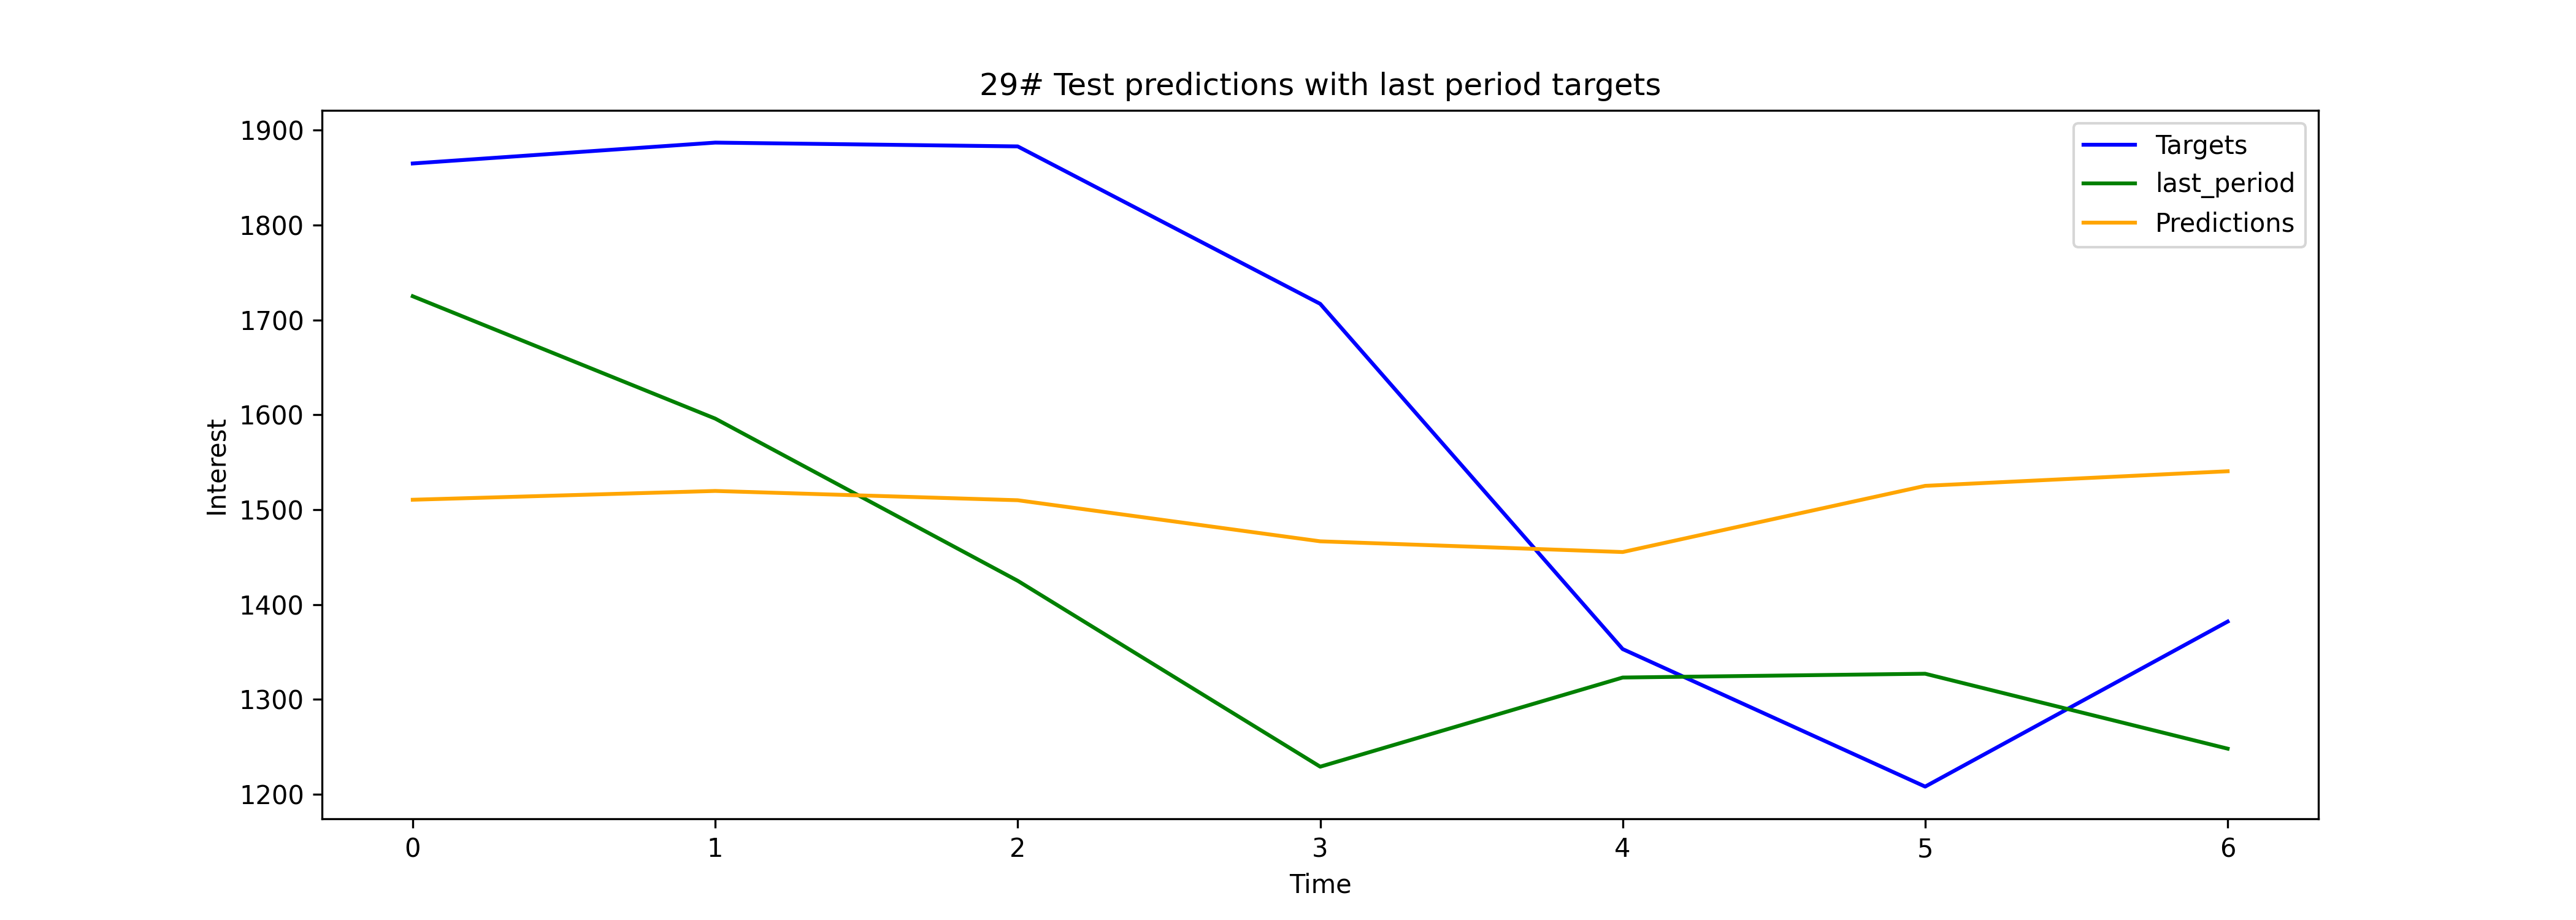 29# Test predictions with last period targets
Targets
last_period
Predictions
Interest
1900
1800
1700
1600
1500
1400
1300
1200
0 1 2 3 4 5 6
Time